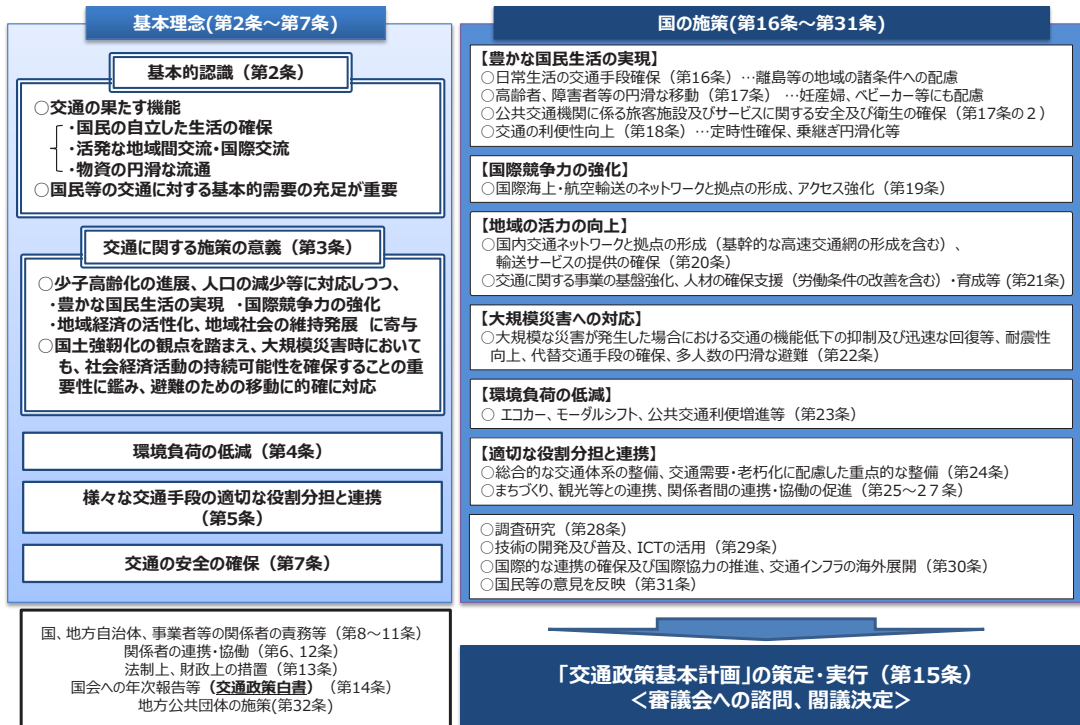 基本理念(第2条～第7条)
基本的認識（第2条）
○交通の果たす機能
・国民の自立した生活の確保
・活発な地域間交流・国際交流
・物資の円滑な流通
○国民等の交通に対する基本的需要の充足が重要
交通に関する施策の意義（第3条）
○少子高齢化の進展、人口の減少等に対応しつつ、
・豊かな国民生活の実現 ・国際競争力の強化
・地域経済の活性化、地域社会の維持発展 に寄与
○国土強靭化の観点を踏まえ、大規模災害時において
も、社会経済活動の持続可能性を確保することの重
要性に鑑み、避難のための移動に的確に対応
環境負荷の低減（第4条）
様々な交通手段の適切な役割分担と連携
（第5条）
交通の安全の確保（第7条）
国、地方自治体、事業者等の関係者の責務等（第8～11条）
関係者の連携・協働（第6、12条）
法制上、財政上の措置（第13条）
国会への年次報告等（交通政策白書）（第14条）
地方公共団体の施策(第32条)
国の施策(第16条～第31条)
【豊かな国民生活の実現】
○日常生活の交通手段確保（第16条）…離島等の地域の諸条件への配慮
○高齢者、障害者等の円滑な移動（第17条）…妊産婦、ベビーカー等にも配慮
○公共交通機関に係る旅客施設及びサービスに関する安全及び衛生の確保（第17条の２）
○交通の利便性向上（第18条）…定時性確保、乗継ぎ円滑化等
【国際競争力の強化】
○国際海上・航空輸送のネットワークと拠点の形成、アクセス強化（第19条）
【地域の活力の向上】
○国内交通ネットワークと拠点の形成（基幹的な高速交通網の形成を含む）、
輸送サービスの提供の確保（第20条）
○交通に関する事業の基盤強化、人材の確保支援（労働条件の改善を含む）・育成等（第21条）
【大規模災害への対応】
○大規模な災害が発生した場合における交通の機能低下の抑制及び迅速な回復等、耐震性
向上、代替交通手段の確保、多人数の円滑な避難（第22条）
【環境負荷の低減】
○ エコカー、モーダルシフト、公共交通利便増進等（第23条）
【適切な役割分担と連携】
○総合的な交通体系の整備、交通需要・老朽化に配慮した重点的な整備（第24条）
○まちづくり、観光等との連携、関係者間の連携・協働の促進（第25～２７条）
○調査研究（第28条）
○技術の開発及び普及、ICTの活用（第29条）
○国際的な連携の確保及び国際協力の推進、交通インフラの海外展開（第30条）
○国民等の意見を反映（第31条）
「交通政策基本計画」の策定・実行（第15条）
＜審議会への諮問、閣議決定＞